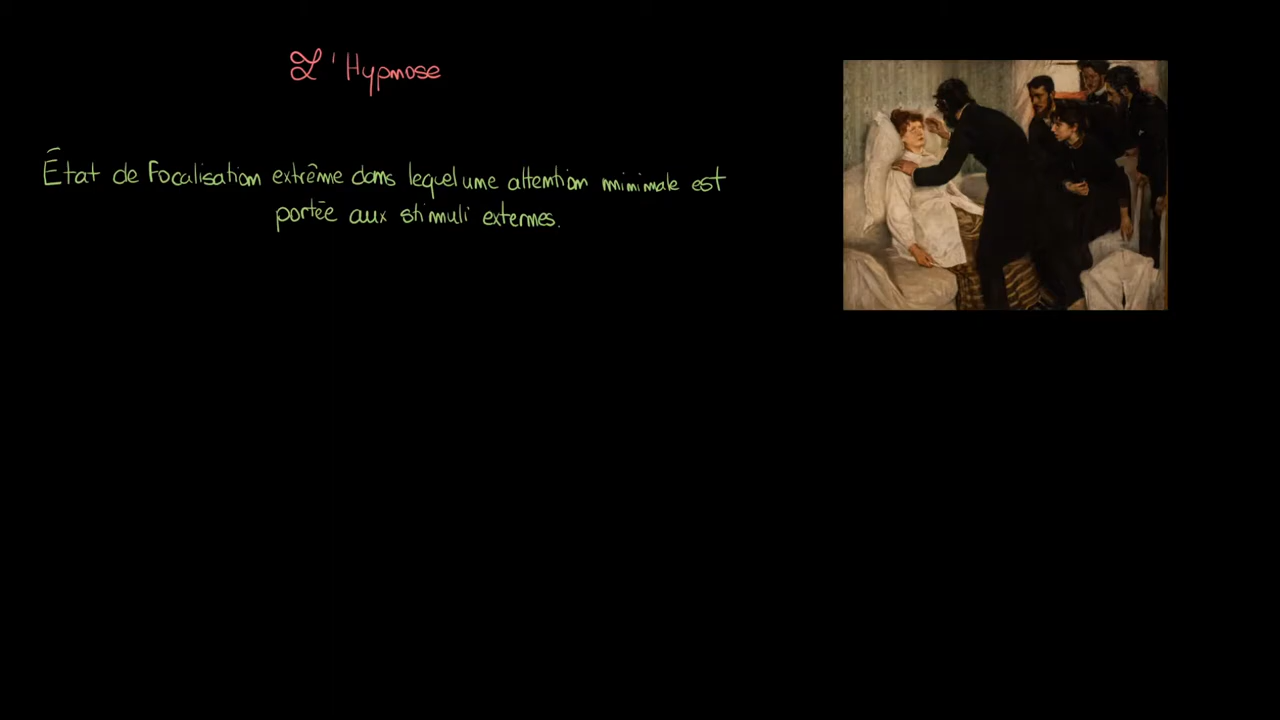 L'Hypnose
État de focalisation extrême dans lequel une attention minimale est
portée aux stimuli externes.